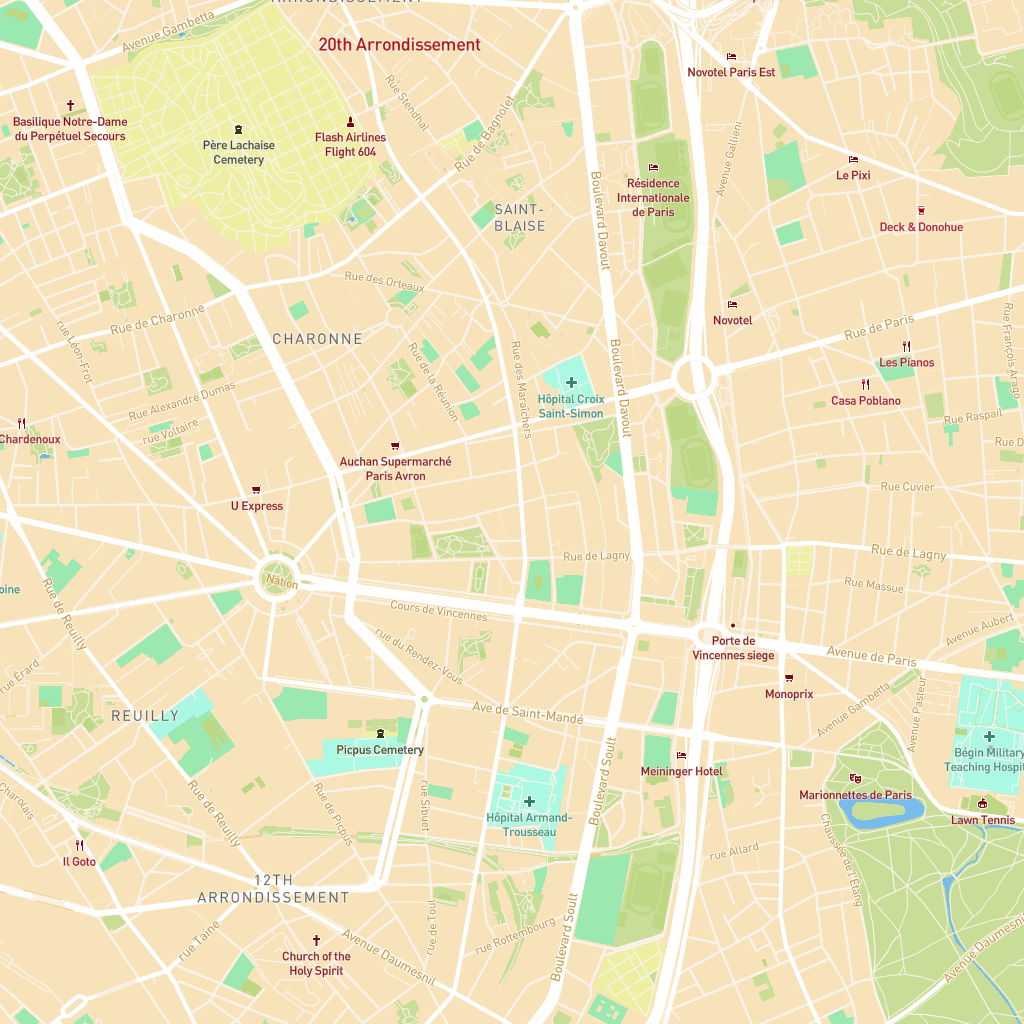 ARRONDISSEMENT
Avenue Gambetta
20th Arrondissement
Novotel Paris Est
Basilique Notre-Dame
du Perpétuel Secours
Père Lachaise
Cemetery
Flash Airlines
Flight 604
Rue Stendhal
Rue de Bagnolet
Avenue Gallieni
Le Pixi
Résidence
Internationale
de Paris
Boulevard Davout
SAINT-
BLAISE
Deck & Donohue
Rue des Orteaux
Rue de Charonne
CHARONNE
Novotel
Rue de Paris
Les Pianos
Rue François Arago
rue Léon-Frot
Rue de la Réunion
Rue des Maraîchers
Boulevard Davout
Hôpital Croix
Saint-Simon
Casa Poblano
Rue Raspail
Rue Alexandre Dumas
rue Voltaire
Chardenoux
Auchan Supermarché
Paris Avron
Rue D
U Express
Rue Cuvier
Nation
Rue de Lagny
Rue de Lagny
Rue Massue
oine
Rue de Reuilly
Cours de Vincennes
Avenue Aubert
rue du Rendez-Vous
Porte de
Vincennes siege
Avenue de Paris
rue Érard
Monoprix
Avenue Gambetta
Avenue Pasteur
REUILLY
Ave de Saint-Mandé
Picpus Cemetery
Bégin Military
Teaching Hospit
Meininger Hotel
Marionnettes de Paris
Boulevard Soult
Charolais
Rue de Reuilly
Rue de Picpus
rue Sibuet
Hôpital Armand-
Trousseau
Lawn Tennis
Il Goto
rue Allard
Chaussée de l'Étang
12TH
ARRONDISSEMENT
rue de Toul
rue Taine
rue Rottembourg
Boulevard Soult
Church of the
Holy Spirit
Avenue Daumesnil
Avenue Daumesnil